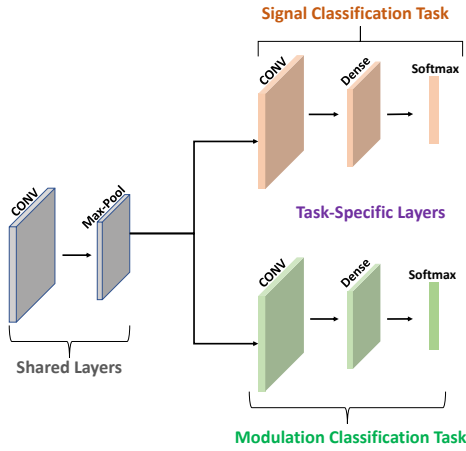 Signal Classification Task
CONV
Dense
Softmax
CONV
Max-Pool
Task-Specific Layers
CONV
Dense
Softmax
Shared Layers
Modulation Classification Task